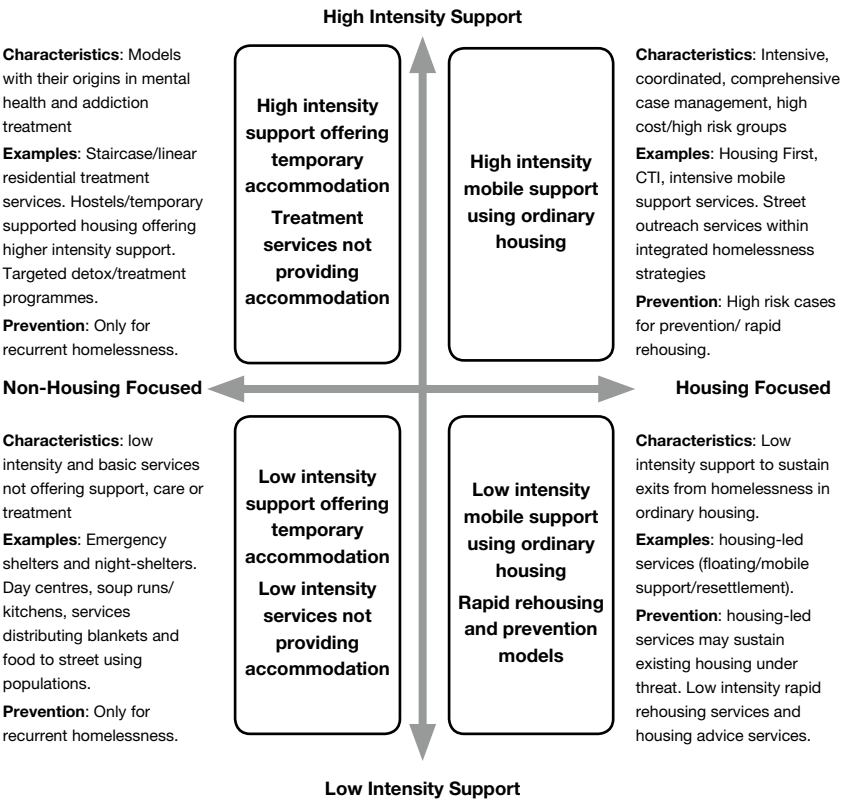 High Intensity Support
Characteristics: Models
with their origins in mental
health and addiction
treatment
Examples: Staircase/linear
residential treatment
services. Hostels/temporary
supported housing offering
higher intensity support.
Targeted detox/treatment
programmes.
Prevention: Only for
recurrent homelessness.
High intensity
support offering
temporary
accommodation
Treatment
services not
providing
accommodation
High intensity
mobile support
using ordinary
housing
Characteristics: Intensive,
coordinated, comprehensive
case management, high
cost/high risk groups
Examples: Housing First,
CTI, intensive mobile
support services. Street
outreach services within
integrated homelessness
strategies
Prevention: High risk cases
for prevention/ rapid
rehousing.
Non-Housing Focused
Housing Focused
Characteristics: low
intensity and basic services
not offering support, care or
treatment
Examples: Emergency
shelters and night-shelters.
Day centres, soup runs/
kitchens, services
distributing blankets and
food to street using
populations.
Prevention: Only for
recurrent homelessness.
Low intensity
support offering
temporary
accommodation
Low intensity
services not
providing
accommodation
Low intensity
mobile support
using ordinary
housing
Rapid rehousing
and prevention
models
Characteristics: Low
intensity support to sustain
exits from homelessness in
ordinary housing.
Examples: housing-led
services (floating/mobile
support/resettlement).
Prevention: housing-led
services may sustain
existing housing under
threat. Low intensity rapid
rehousing services and
housing advice services.
Low Intensity Support